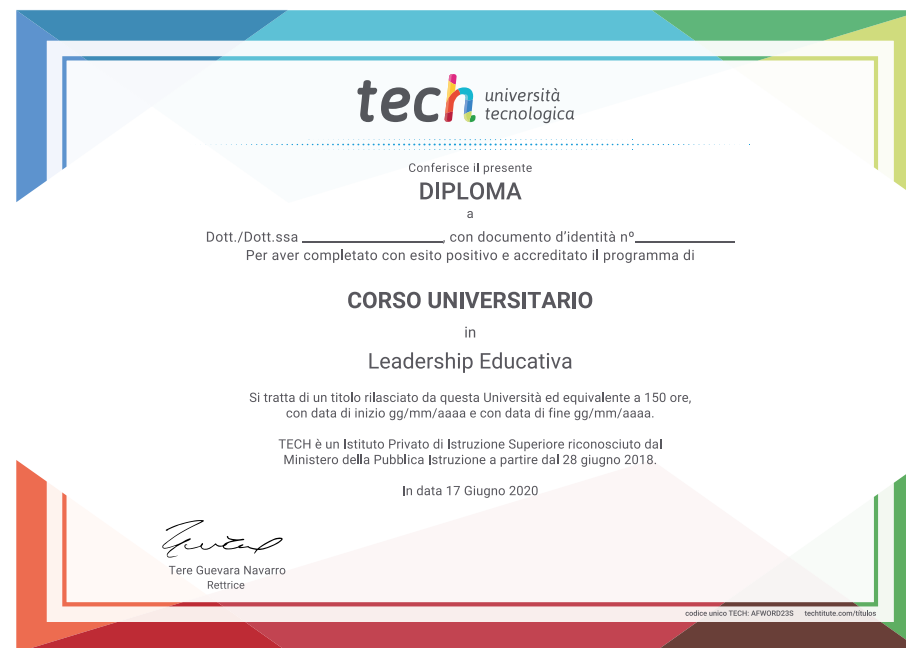 tech università
tecnologica
Conferisce il presente
DIPLOMA
a
Dott./Dott.ssa ____________________, con documento d'identità nº______________
Per aver completato con esito positivo e accreditato il programma di
CORSO UNIVERSITARIO
in
Leadership Educativa
Si tratta di un titolo rilasciato da questa Università ed equivalente a 150 ore,
con data di inizio gg/mm/aaaa e con data di fine gg/mm/aaaa.
TECH è un Istituto Privato di Istruzione Superiore riconosciuto dal
Ministero della Pubblica Istruzione a partire dal 28 giugno 2018.
In data 17 Giugno 2020
Tere Guevara Navarro
Rettrice
codice unico TECH: AFWORD23S techtitute.com/títulos